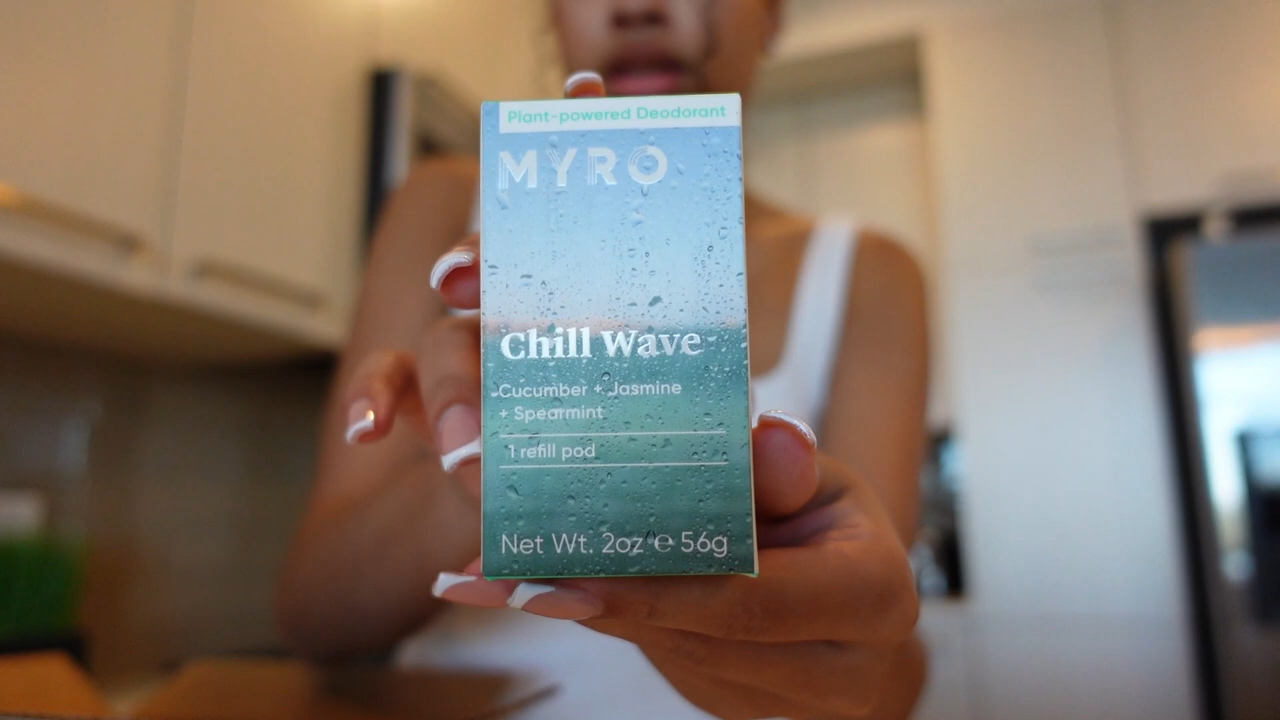 Plant-powered Deodorant
MYRO
Chill Wave
Cucumber + Jasmine
+ Spearmint
1 refill pod
Net Wt. 2oz ℮ 56g